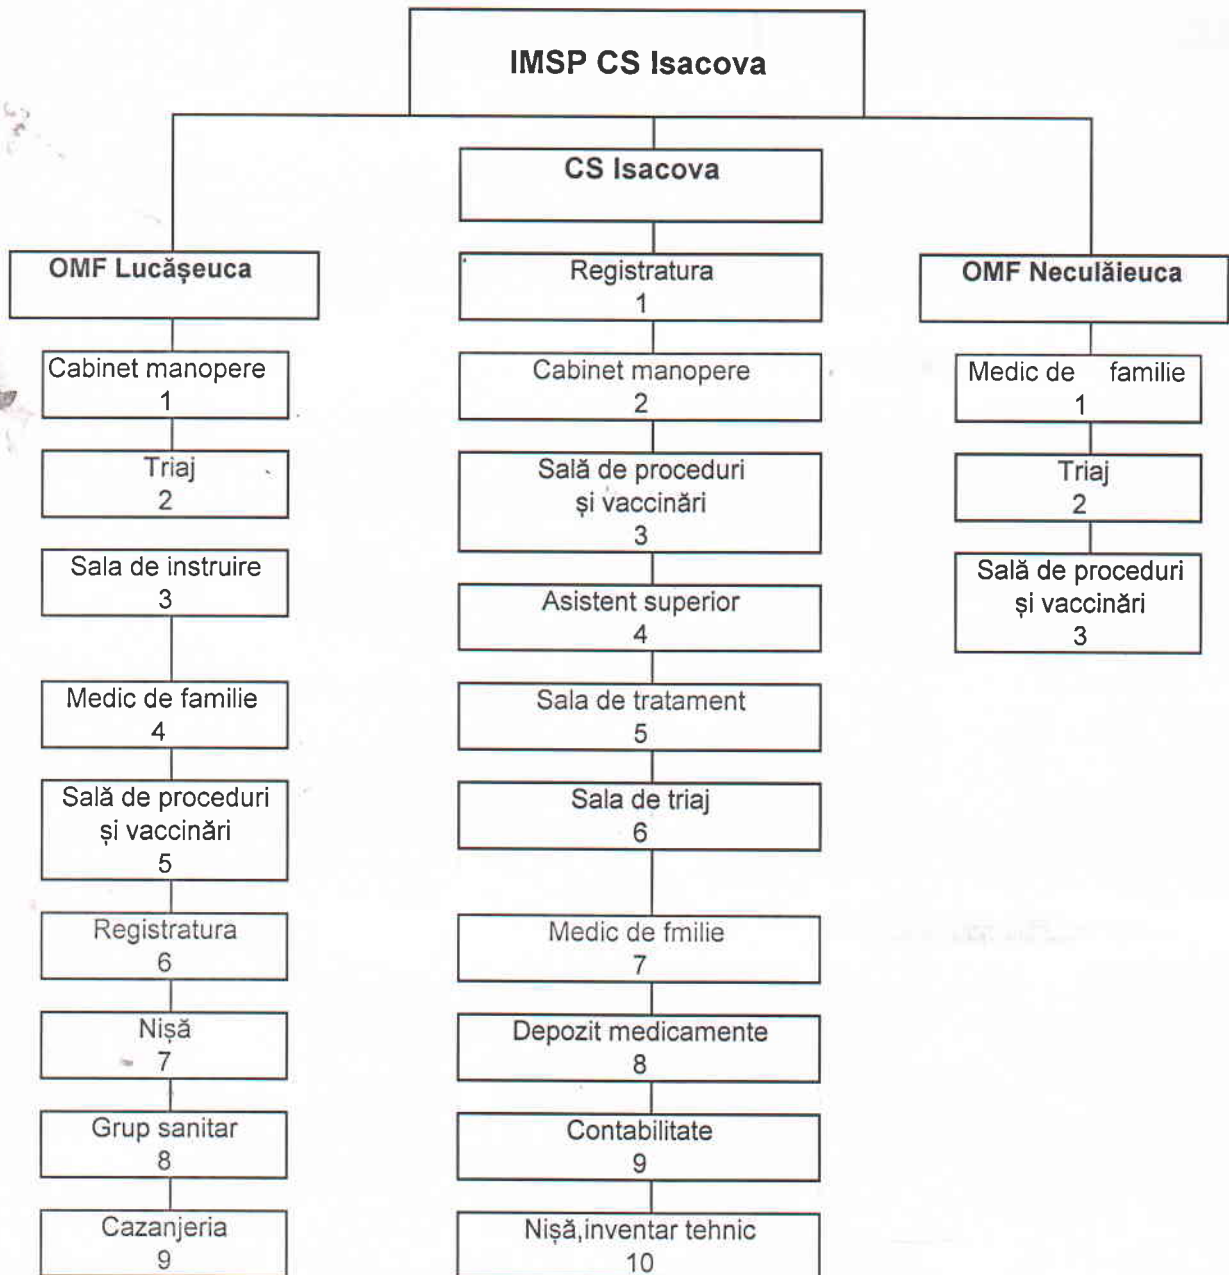 IMSP CS Isacova
CS Isacova
OMF Lucășeuca
Registratura
1
OMF Neculăieuca
Cabinet manopere
1
Cabinet manopere
2
Medic de familie
1
Triaj
2
Sală de proceduri
și vaccinări
3
Triaj
2
Sala de instruire
3
Asistent superior
4
Sală de proceduri
și vaccinări
3
Medic de familie
4
Sala de tratament
5
Sală de proceduri
și vaccinări
5
Sala de triaj
6
Registratura
6
Medic de fmilie
7
Nișă
7
Depozit medicamente
8
Grup sanitar
8
Contabilitate
9
Cazanjeria
9
Nișă,inventar tehnic
10